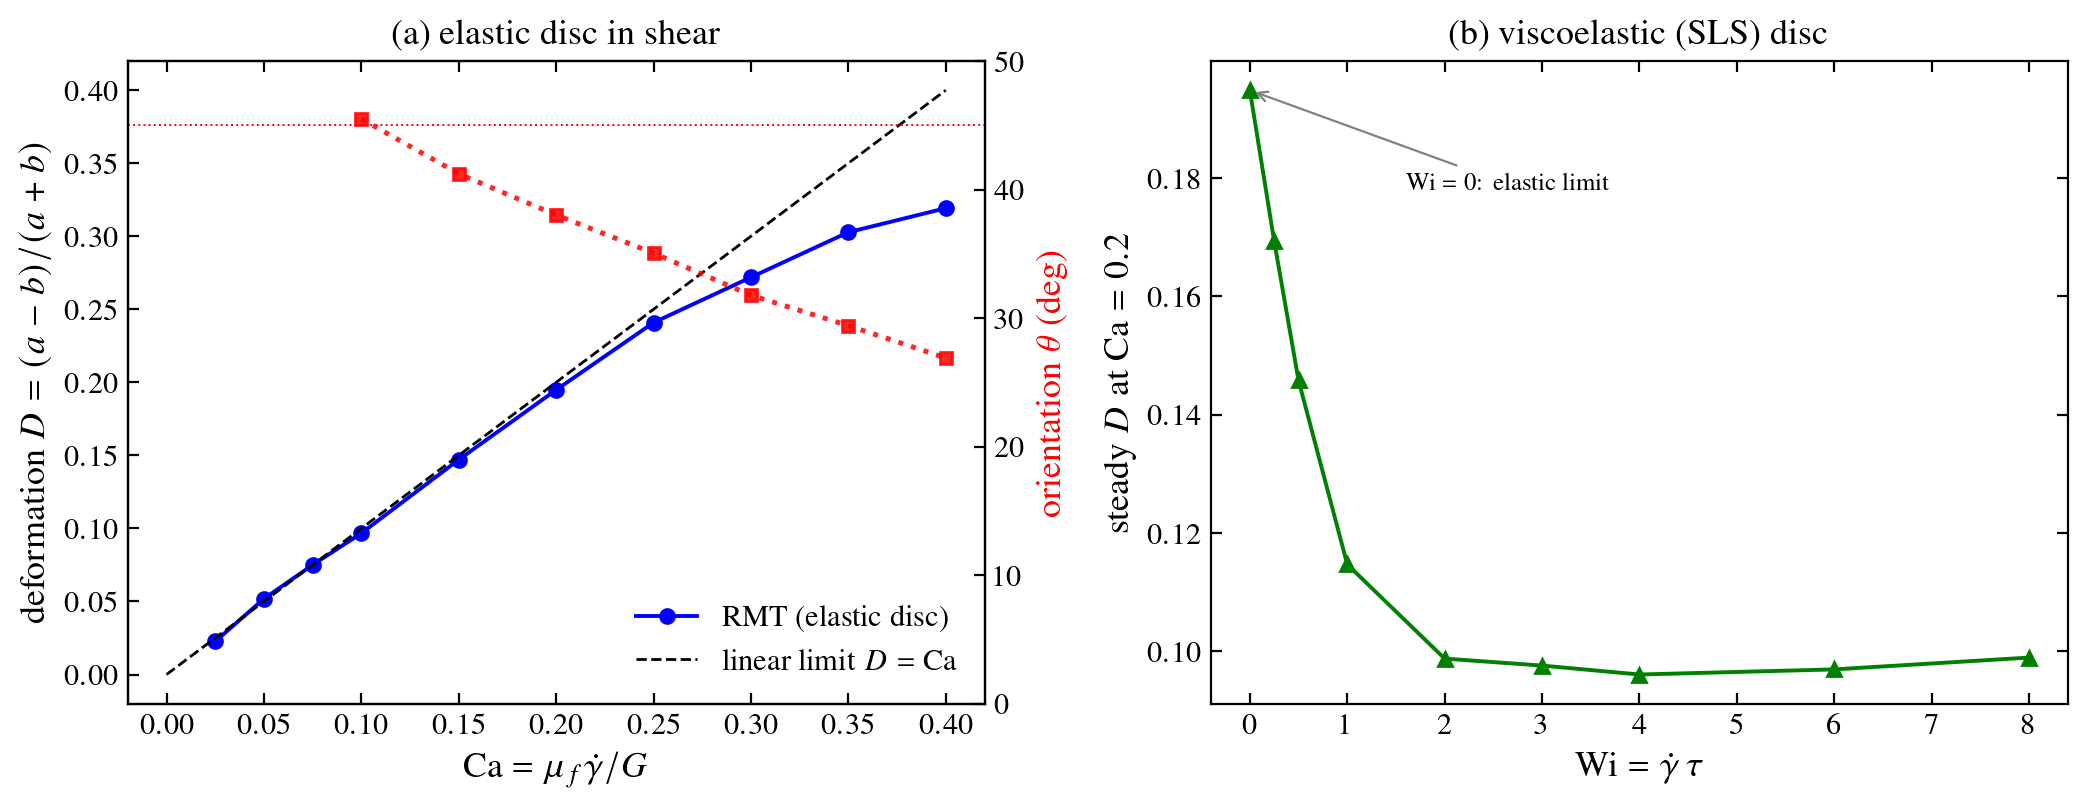 (a) elastic disc in shear
deformation D = (a − b)/(a + b)
0.40
0.35
0.30
0.25
0.20
0.15
0.10
0.05
0.00
0.00 0.05 0.10 0.15 0.20 0.25 0.30 0.35 0.40
Ca = μ_f γ̇/G
50
40
30
20
10
0
orientation θ (deg)
RMT (elastic disc)
linear limit D = Ca
(b) viscoelastic (SLS) disc
steady D at Ca = 0.2
0.18
0.16
0.14
0.12
0.10
Wi = 0: elastic limit
0 1 2 3 4 5 6 7 8
Wi = γ̇ τ